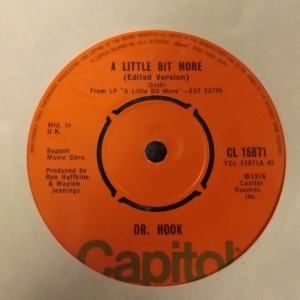 A LITTLE BIT MORE
(Edited Version)
(Gosh)
From LP "A Little Bit More"—EST 23795
Mfd. In
U.K.
Bygosh
Music Corp.
Produced by
Ron Haffkine
& Waylon
Jennings
CL 15871
YCL 15871A 45
℗1976
Capitol
Records
Inc.
DR. HOOK
Capitol